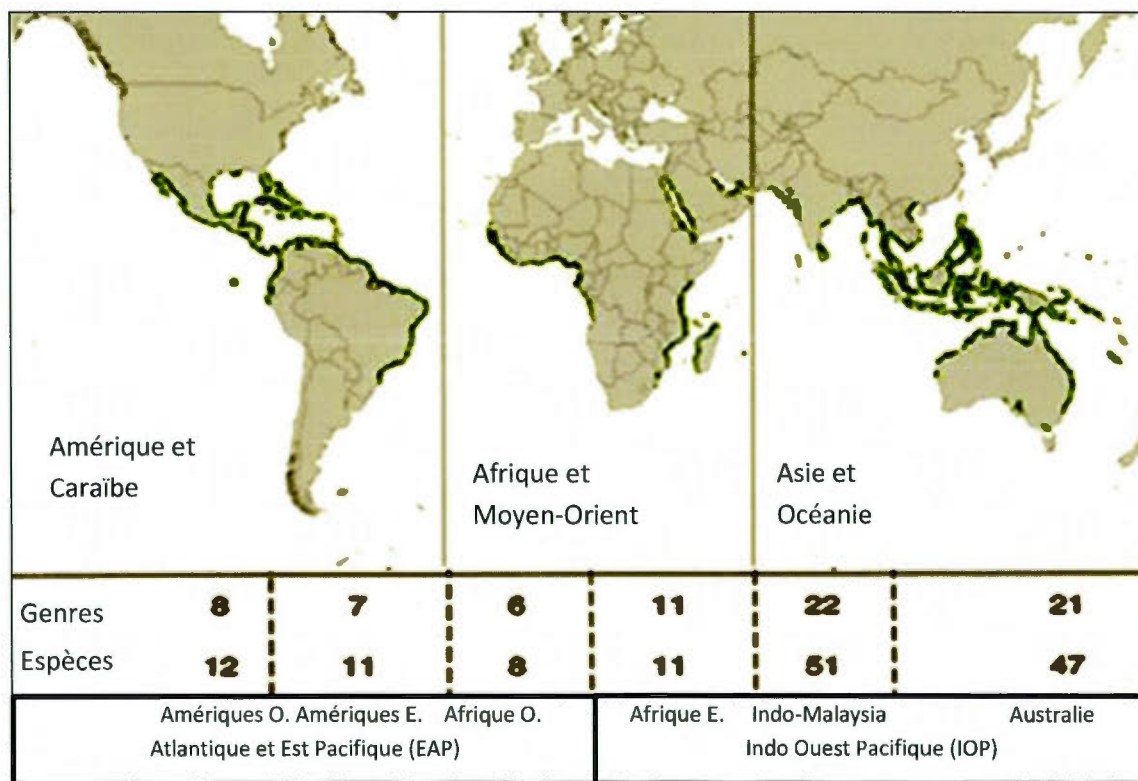 Amérique et
Caraïbe
Afrique et
Moyen-Orient
Asie et
Océanie
Genres 8 7 6 11 22 21
Espèces 12 11 8 11 51 47
Amériques O. Amériques E. Afrique O. Afrique E. Indo-Malaysia Australie
Atlantique et Est Pacifique (EAP) Indo Ouest Pacifique (IOP)